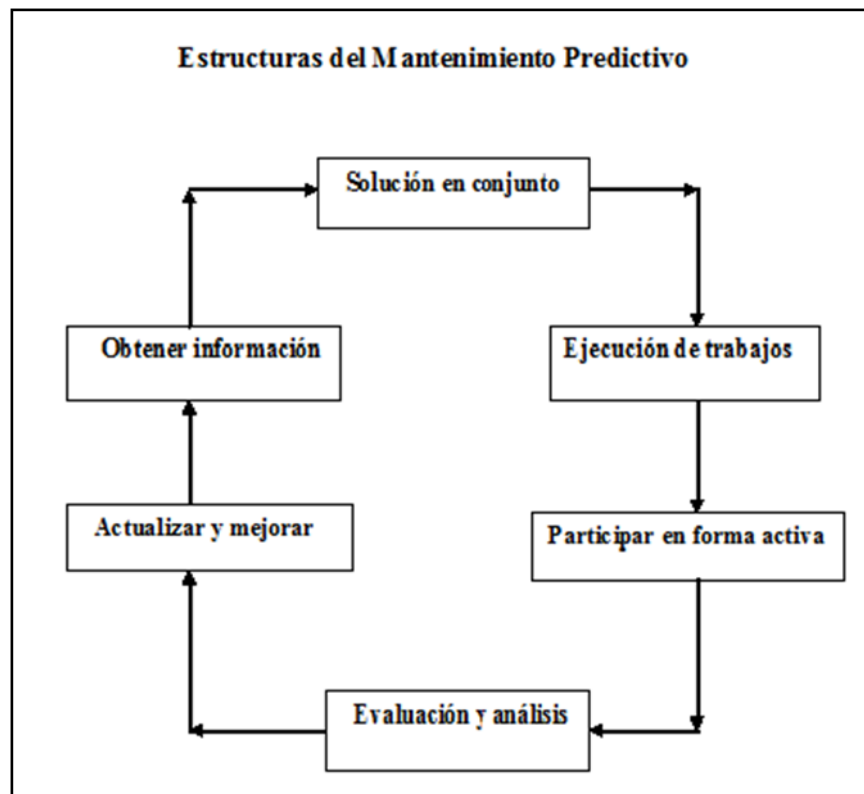 Estructuras del Mantenimiento Predictivo
Solución en conjunto
Obtener información
Ejecución de trabajos
Actualizar y mejorar
Participar en forma activa
Evaluación y análisis